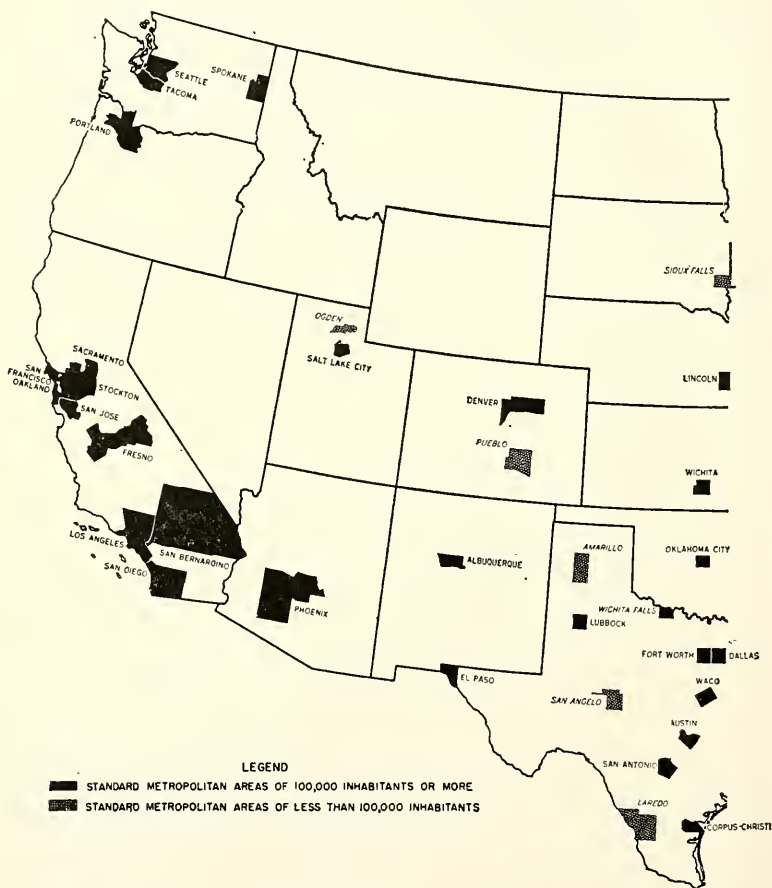 SEATTLE
SPOKANE
TACOMA
PORTLAND
SIOUX FALLS
OGDEN
SALT LAKE CITY
SACRAMENTO
SAN
FRANCISCO
OAKLAND
STOCKTON
SAN JOSE
FRESNO
DENVER
PUEBLO
LINCOLN
WICHITA
LOS ANGELES
SAN BERNARDINO
SAN DIEGO
PHOENIX
ALBUQUERQUE
AMARILLO
OKLAHOMA CITY
WICHITA FALLS
LUBBOCK
FORT WORTH
DALLAS
EL PASO
WACO
SAN ANGELO
AUSTIN
SAN ANTONIO
LAREDO
CORPUS-CHRISTI
LEGEND
STANDARD METROPOLITAN AREAS OF 100,000 INHABITANTS OR MORE
STANDARD METROPOLITAN AREAS OF LESS THAN 100,000 INHABITANTS